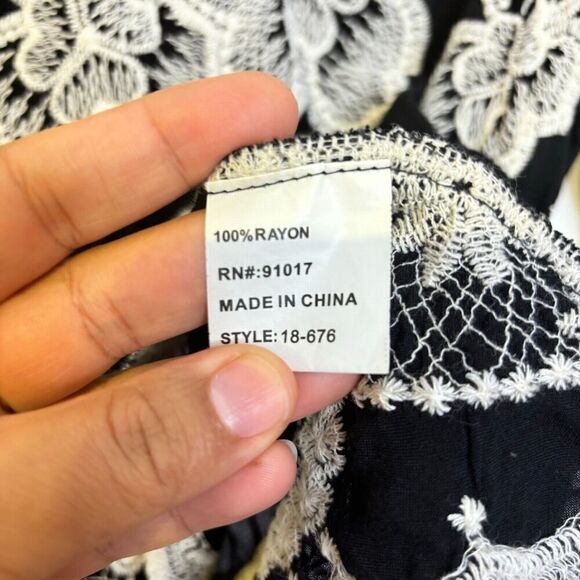 100%RAYON
RN#:91017
MADE IN CHINA
STYLE: 18-676